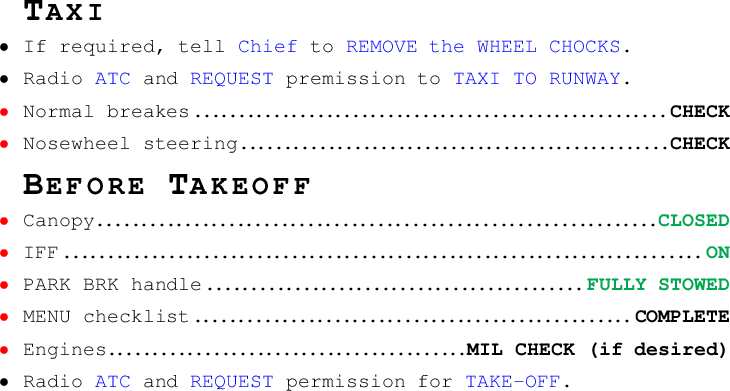 TAXI
• If required, tell Chief to REMOVE the WHEEL CHOCKS.
• Radio ATC and REQUEST premission to TAXI TO RUNWAY.
• Normal breakes......................................................CHECK
• Nosewheel steering.................................................CHECK
BEFORE TAKEOFF
• Canopy................................................................CLOSED
• IFF.........................................................................ON
• PARK BRK handle...........................................FULLY STOWED
• MENU checklist..................................................COMPLETE
• Engines.........................................MIL CHECK (if desired)
• Radio ATC and REQUEST permission for TAKE-OFF.